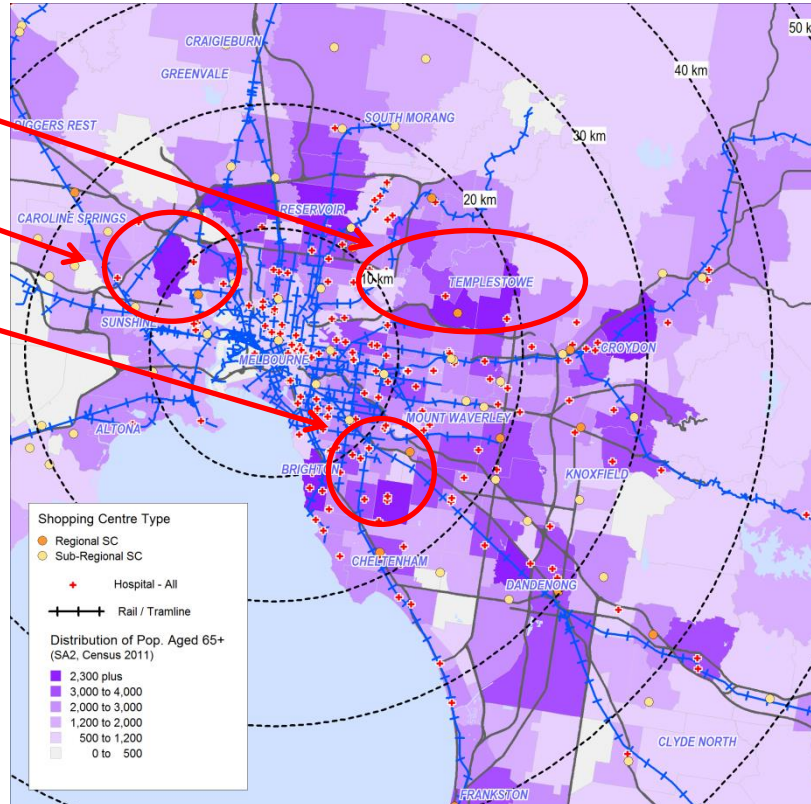 50 k
CRAIGIEBURN
40 km
GREENVALE
30 km
DIGGERS REST
SOUTH MORANG
20 km
CAROLINE SPRINGS
RESERVOIR
10 km
TEMPLESTOWE
SUNSHINE
MELBOURNE
CROYDON
MOUNT WAVERLEY
ALTONA
BRIGHTON
KNOXFIELD
CHELTENHAM
DANDENONG
CLYDE NORTH
FRANKSTON
Shopping Centre Type
Regional SC
Sub-Regional SC
Hospital - All
Rail / Tramline
Distribution of Pop. Aged 65+
(SA2, Census 2011)
2,300 plus
3,000 to 4,000
2,000 to 3,000
1,200 to 2,000
500 to 1,200
0 to 500